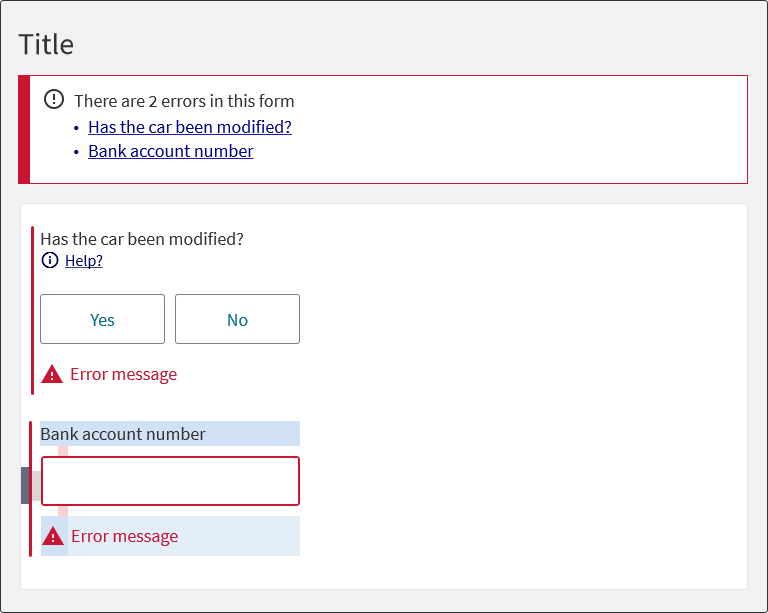 Title
There are 2 errors in this form
• Has the car been modified?
• Bank account number
Has the car been modified?
Help?
Yes No
Error message
Bank account number
Error message